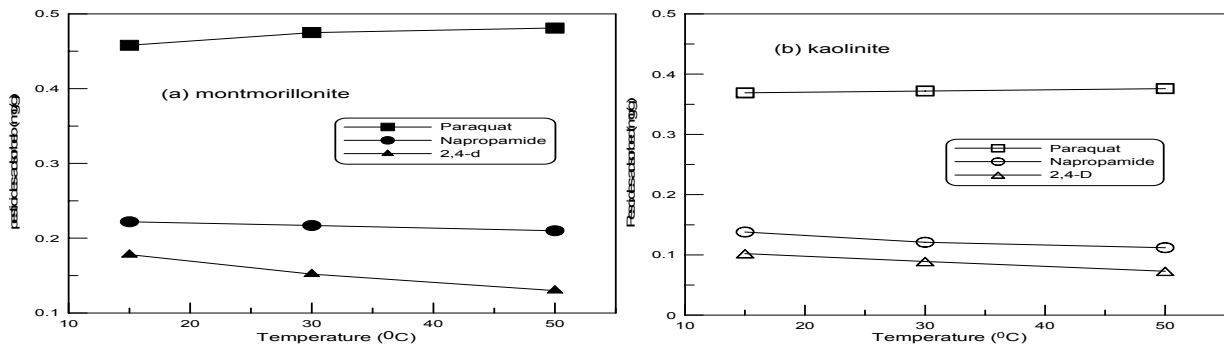 0.5
0.4
0.3
0.2
0.1
(a) montmorillonite
Paraquat
Napropamide
2,4-d
10
20
30
40
50
Temperature (⁰C)
0.5
0.4
0.3
0.2
0.1
0
(b) kaolinite
Paraquat
Napropamide
2,4-D
10
20
30
40
50
Temperature (⁰C)